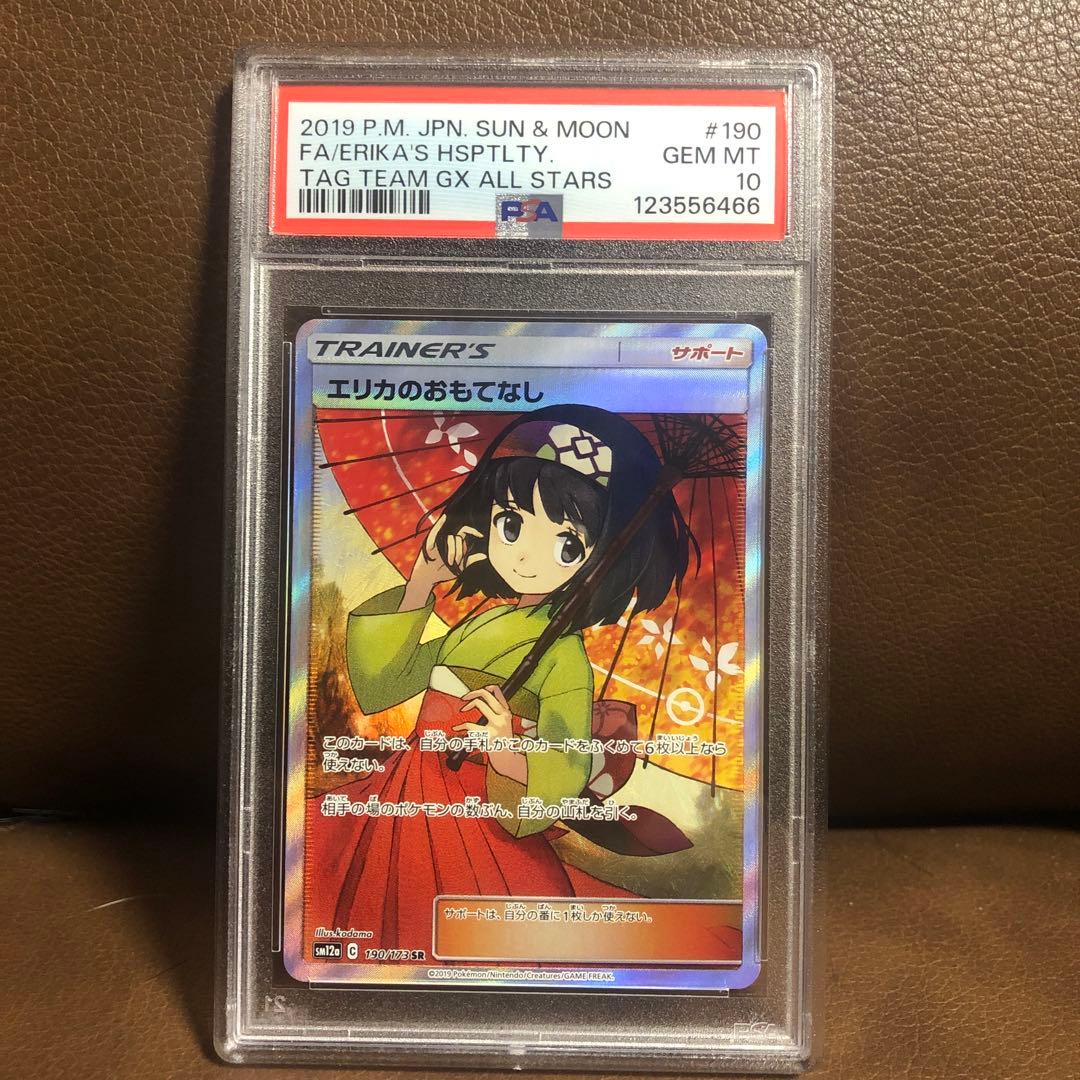 2019 P.M. JPN. SUN & MOON #190
FA/ERIKA'S HSPTLTY. GEM MT
TAG TEAM GX ALL STARS 10
PSA 123556466
TRAINER'S サポート
エリカのおもてなし
このカードは、自分の手札がこのカードをふくめて6枚以上なら
使えない。
相手の場のポケモンの数ぶん、自分の山札を引く。
サポートは、自分の番に1枚しか使えない。
Illus. kodama
sm12a C 190/173 SR
©2019 Pokémon/Nintendo/Creatures/GAME FREAK.